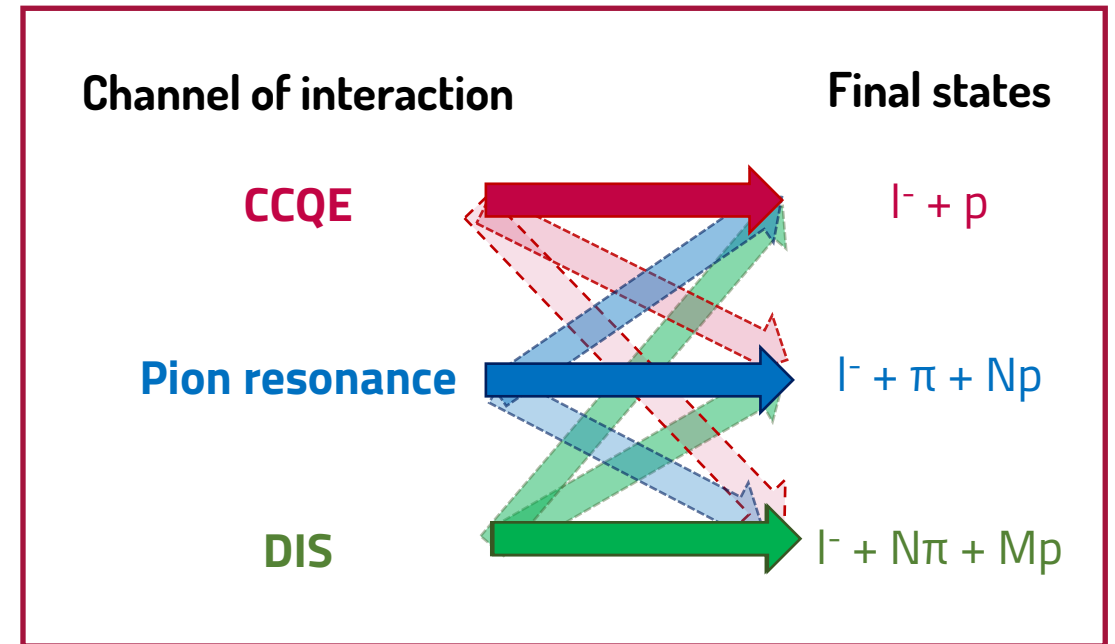 Channel of interaction
Final states
CCQE
l⁻ + p
Pion resonance
l⁻ + π + Np
DIS
l⁻ + Nπ + Mp